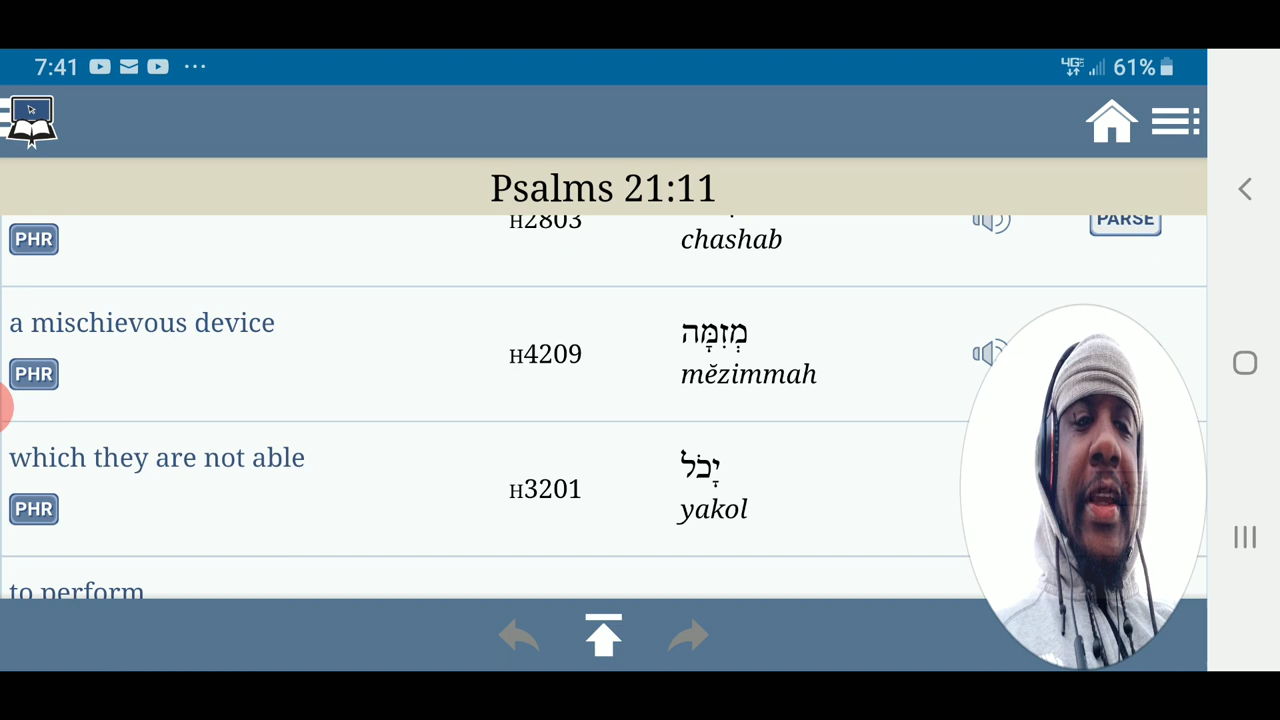 7:41 ... 4GE 61%
Psalms 21:11
PHR H2803 chashab PARSE
a mischievous device
PHR H4209 מְזִמָּה
mĕzimmah
which they are not able
PHR H3201 יָכֹל
yakol
to perform